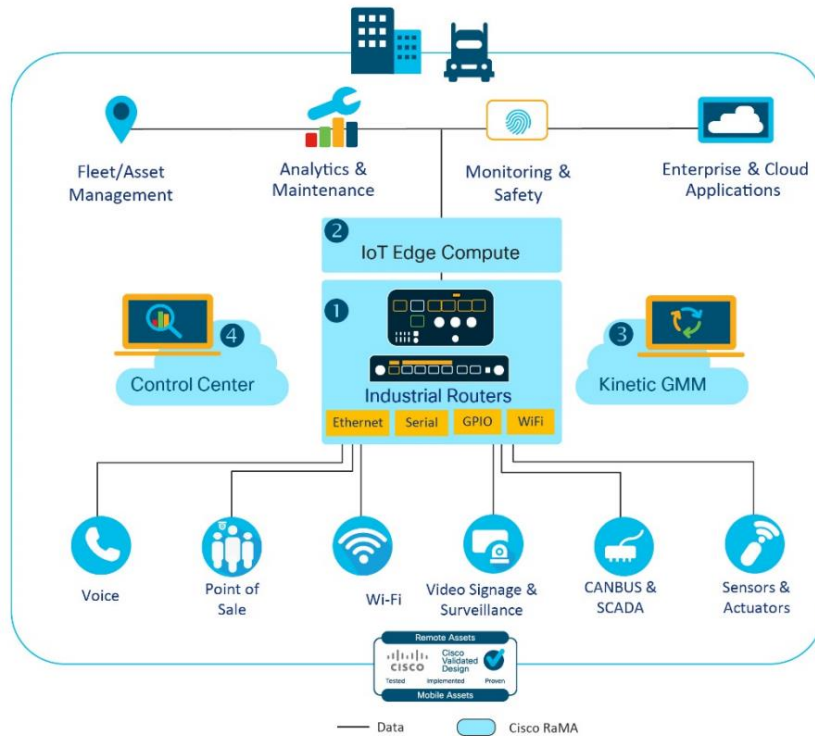 Fleet/Asset
Management
Analytics &
Maintenance
Monitoring &
Safety
Enterprise & Cloud
Applications
2
IoT Edge Compute
1
Industrial Routers
Ethernet
Serial
GPIO
WiFi
4
Control Center
3
Kinetic GMM
Voice
Point of
Sale
Wi-Fi
Video Signage &
Surveillance
CANBUS &
SCADA
Sensors &
Actuators
Remote Assets
CISCO
Cisco
Validated
Design
Tested
Implemented
Proven
Mobile Assets
Data
Cisco RaMA